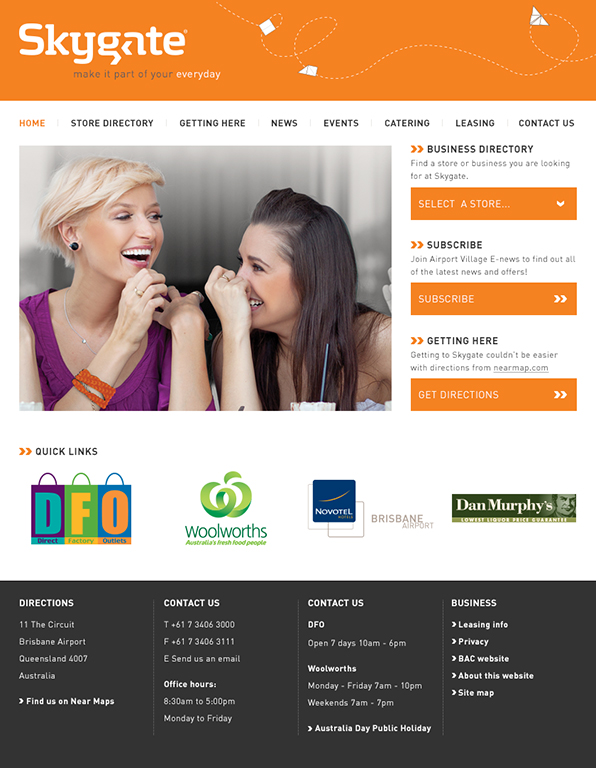 Skygate®
make it part of your everyday
HOME STORE DIRECTORY GETTING HERE NEWS EVENTS CATERING LEASING CONTACT US
BUSINESS DIRECTORY
Find a store or business you are looking
for at Skygate.
SELECT A STORE...
SUBSCRIBE
Join Airport Village E-news to find out all
of the latest news and offers!
SUBSCRIBE
GETTING HERE
Getting to Skygate couldn't be easier
with directions from nearmap.com
GET DIRECTIONS
QUICK LINKS
DFO
Direct Factory Outlets
Woolworths
Australia's fresh food people
NOVOTEL
HOTELS
BRISBANE
AIRPORT
Dan Murphy's
LOWEST LIQUOR PRICE GUARANTEE
DIRECTIONS
11 The Circuit
Brisbane Airport
Queensland 4007
Australia
Find us on Near Maps
CONTACT US
T +61 7 3406 3000
F +61 7 3406 3111
E Send us an email
Office hours:
8:30am to 5:00pm
Monday to Friday
CONTACT US
DFO
Open 7 days 10am - 6pm
Woolworths
Monday - Friday 7am - 10pm
Weekends 7am - 7pm
Australia Day Public Holiday
BUSINESS
Leasing info
Privacy
BAC website
About this website
Site map